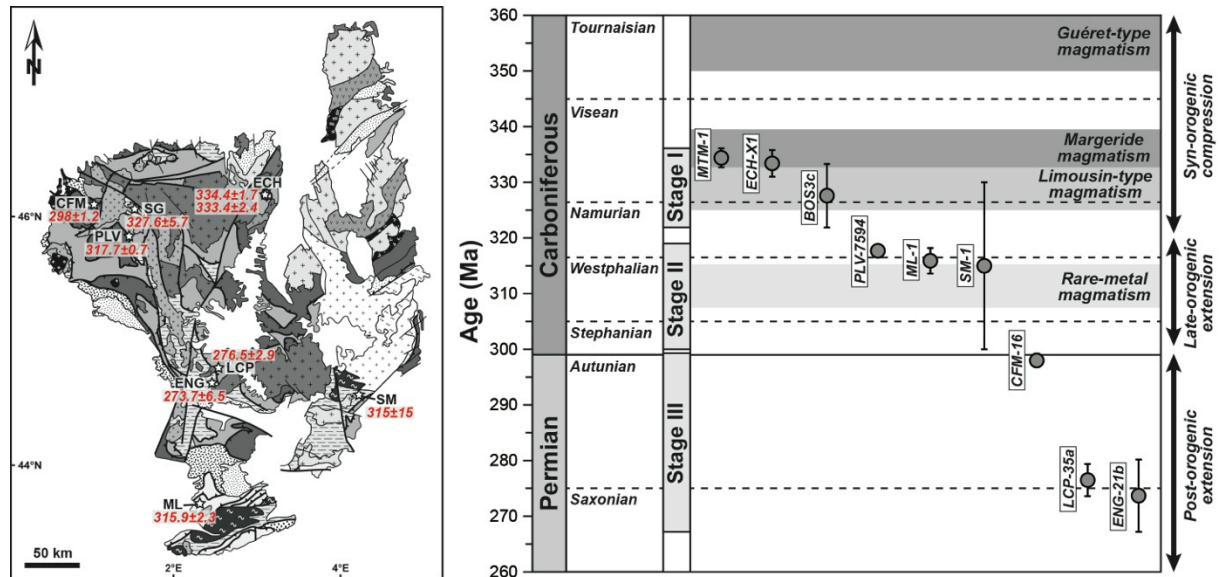 N
CFM
298±1.2
SG
327.6±5.7
ECH
334.4±1.7
333.4±2.4
46°N
PLV
317.7±0.7
276.5±2.9
LCP
ENG
273.7±6.5
SM
315±15
44°N
ML
315.9±2.3
50 km
2°E
4°E
Age (Ma)
360
350
340
330
320
310
300
290
280
270
260
Carboniferous
Permian
Tournaisian
Visean
Namurian
Westphalian
Stephanian
Autunian
Saxonian
Stage I
Stage II
Stage III
Guéret-type
magmatism
Margeride
magmatism
Limousin-type
magmatism
Rare-metal
magmatism
MTM-1
ECH-X1
BOS3c
PLV-7594
ML-1
SM-1
CFM-16
LCP-35a
ENG-21b
Syn-orogenic
compression
Late-orogenic
extension
Post-orogenic
extension